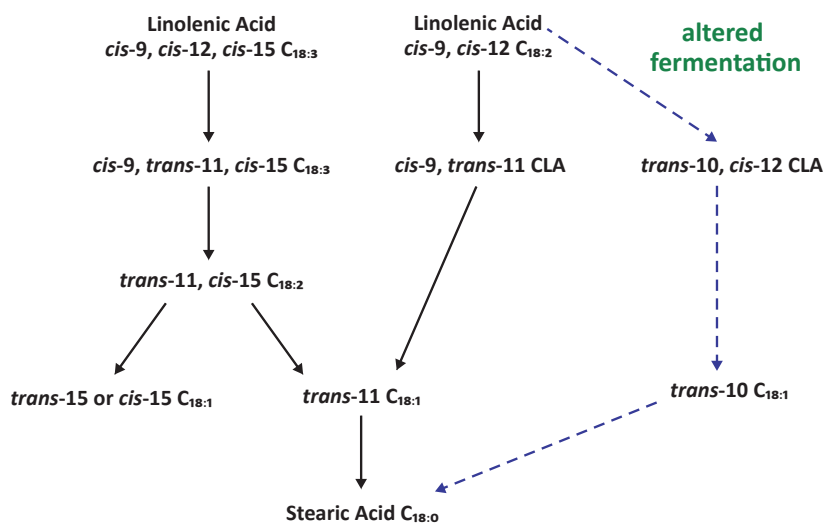 Linolenic Acid
cis-9, cis-12, cis-15 C₁₈:₃
Linolenic Acid
cis-9, cis-12 C₁₈:₂
altered
fermentation
cis-9, trans-11, cis-15 C₁₈:₃
cis-9, trans-11 CLA
trans-10, cis-12 CLA
trans-11, cis-15 C₁₈:₂
trans-15 or cis-15 C₁₈:₁
trans-11 C₁₈:₁
trans-10 C₁₈:₁
Stearic Acid C₁₈:₀